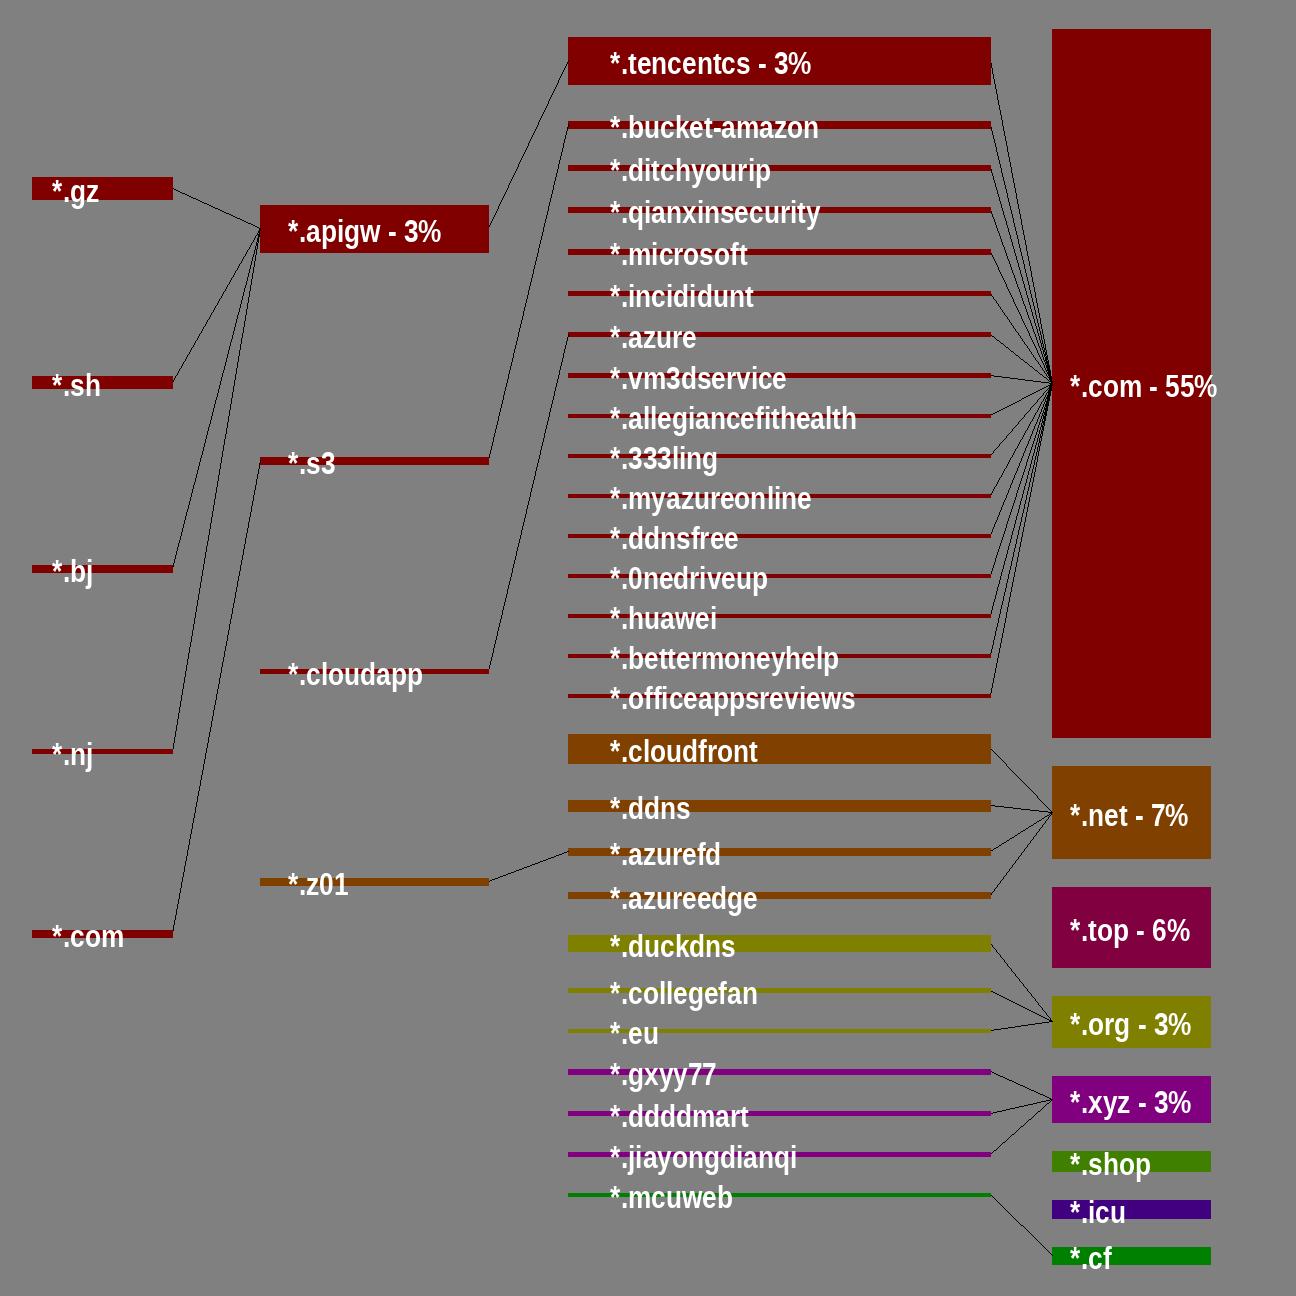 *.gz
*.sh
*.bj
*.nj
*.com
*.apigw - 3%
*.s3
*.cloudapp
*.z01
*.tencentcs - 3%
*.bucket-amazon
*.ditchyourip
*.qianxinsecurity
*.microsoft
*.incididunt
*.azure
*.vm3dservice
*.allegiancefithealth
*.333ling
*.myazureonline
*.ddnsfree
*.0nedriveup
*.huawei
*.bettermoneyhelp
*.officeappsreviews
*.cloudfront
*.ddns
*.azurefd
*.azureedge
*.duckdns
*.collegefan
*.eu
*.gxyy77
*.ddddmart
*.jiayongdianqi
*.mcuweb
*.com - 55%
*.net - 7%
*.top - 6%
*.org - 3%
*.xyz - 3%
*.shop
*.icu
*.cf